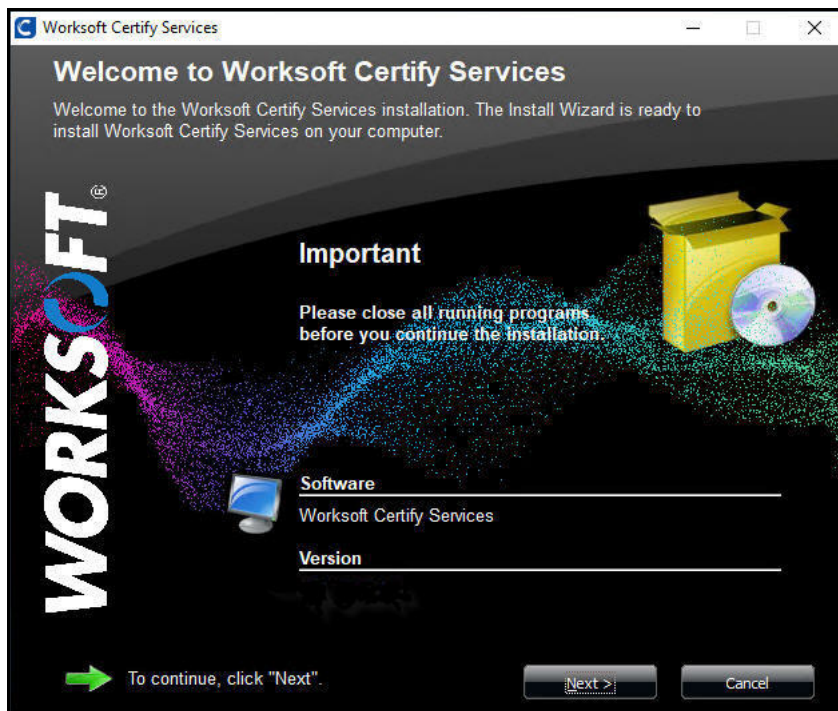 Worksoft Certify Services
Welcome to Worksoft Certify Services
Welcome to the Worksoft Certify Services installation. The Install Wizard is ready to
install Worksoft Certify Services on your computer.
WORKSOFT®
Important
Please close all running programs
before you continue the installation.
Software
Worksoft Certify Services
Version
To continue, click "Next".
Next >
Cancel